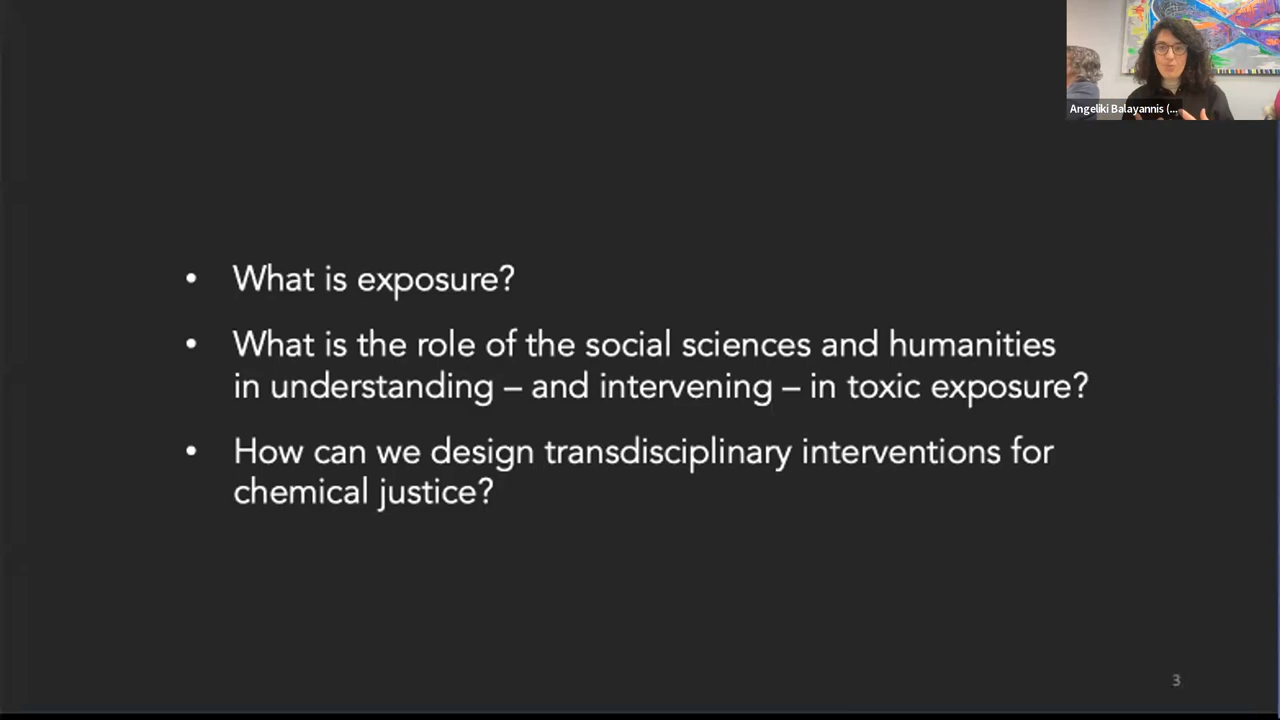 Angeliki Balayannis (...
• What is exposure?
• What is the role of the social sciences and humanities
in understanding – and intervening – in toxic exposure?
• How can we design transdisciplinary interventions for
chemical justice?
3